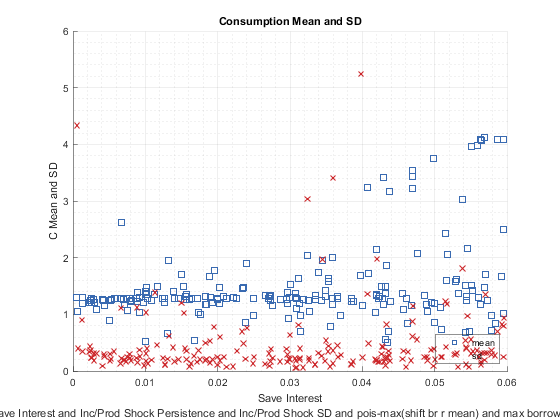 Consumption Mean and SD
6
5
4
3
2
1
0
C Mean and SD
mean
sd
0
0.01
0.02
0.03
0.04
0.05
0.06
Save Interest
ave Interest and Inc/Prod Shock Persistence and Inc/Prod Shock SD and pois-max(shift br r mean) and max borro